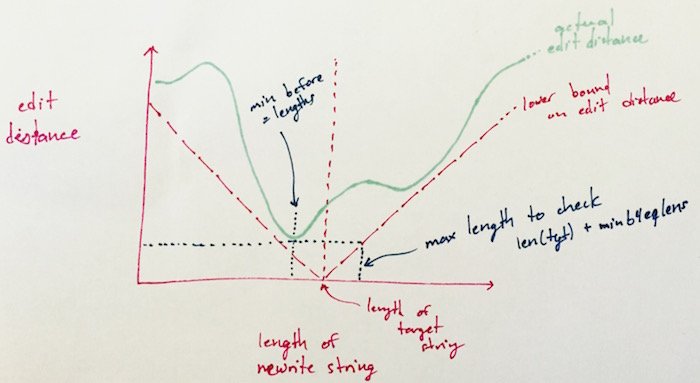 actual
edit distance
min before
= lengths
edit
distance
lower bound
on edit distance
max length to check
len(tgt) + minb4eqlens
length of
target
string
length of
rewrite string